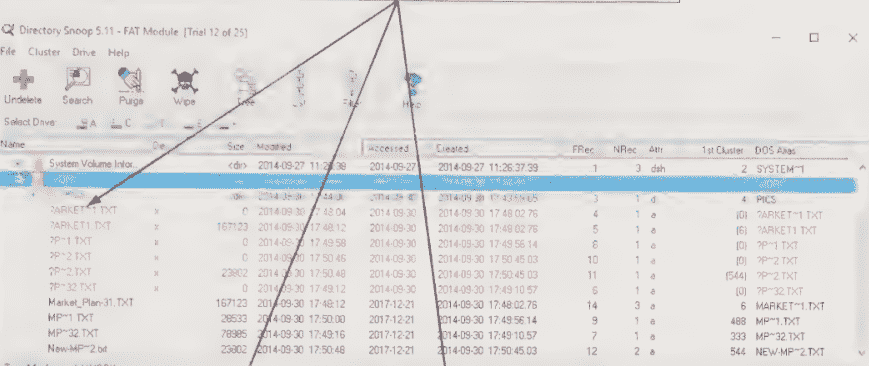 Directory Snoop 5.11 - FAT Module [Trial 12 of 25]
File Cluster Drive Help
Undelete Search Purge Wipe Help
Select Drive: A C
Name De Size Modified Accessed Created FRec NRec Attr 1st Cluster DOS Alias
System Volume Infor.. <dir> 2014-09-27 11:26:38 2014-09-27 2014-09-27 11:26:37.39 1 3 dsh 2 SYSTEM~1
<dir> 3 1 d 4 PICS
?ARKET~1.TXT x 0 2014-09-30 17:48:04 2014-09-30 2014-09-30 17:48:02.76 4 1 a (0) ?ARKET~1.TXT
?ARKET1.TXT x 167123 2014-09-30 17:48:12 2014-09-30 2014-09-30 17:48:02.76 5 1 a (6) ?ARKET1.TXT
?P~1.TXT x 0 2014-09-30 17:49:58 2014-09-30 2014-09-30 17:49:56.14 8 1 a (0) ?P~1.TXT
?P~2.TXT x 0 2014-09-30 17:50:46 2014-09-30 2014-09-30 17:50:45.03 10 1 a (0) ?P~2.TXT
?P~2.TXT x 23802 2014-09-30 17:50:48 2014-09-30 2014-09-30 17:50:45.03 11 1 a (544) ?P~2.TXT
?P~32.TXT x 0 2014-09-30 17:49:12 2014-09-30 2014-09-30 17:49:10.57 6 1 a (0) ?P~32.TXT
Market_Plan-31.TXT 167123 2014-09-30 17:48:12 2017-12-21 2014-09-30 17:48:02.76 14 3 a 6 MARKET~1.TXT
MP~1.TXT 28533 2014-09-30 17:50:00 2017-12-21 2014-09-30 17:49:56.14 9 1 a 488 MP~1.TXT
MP~32.TXT 78985 2014-09-30 17:49:16 2017-12-21 2014-09-30 17:49:10.57 7 1 a 333 MP~32.TXT
New-MP~2.txt 23802 2014-09-30 17:50:48 2017-12-21 2014-09-30 17:50:45.03 12 2 a 544 NEW-MP~2.TXT